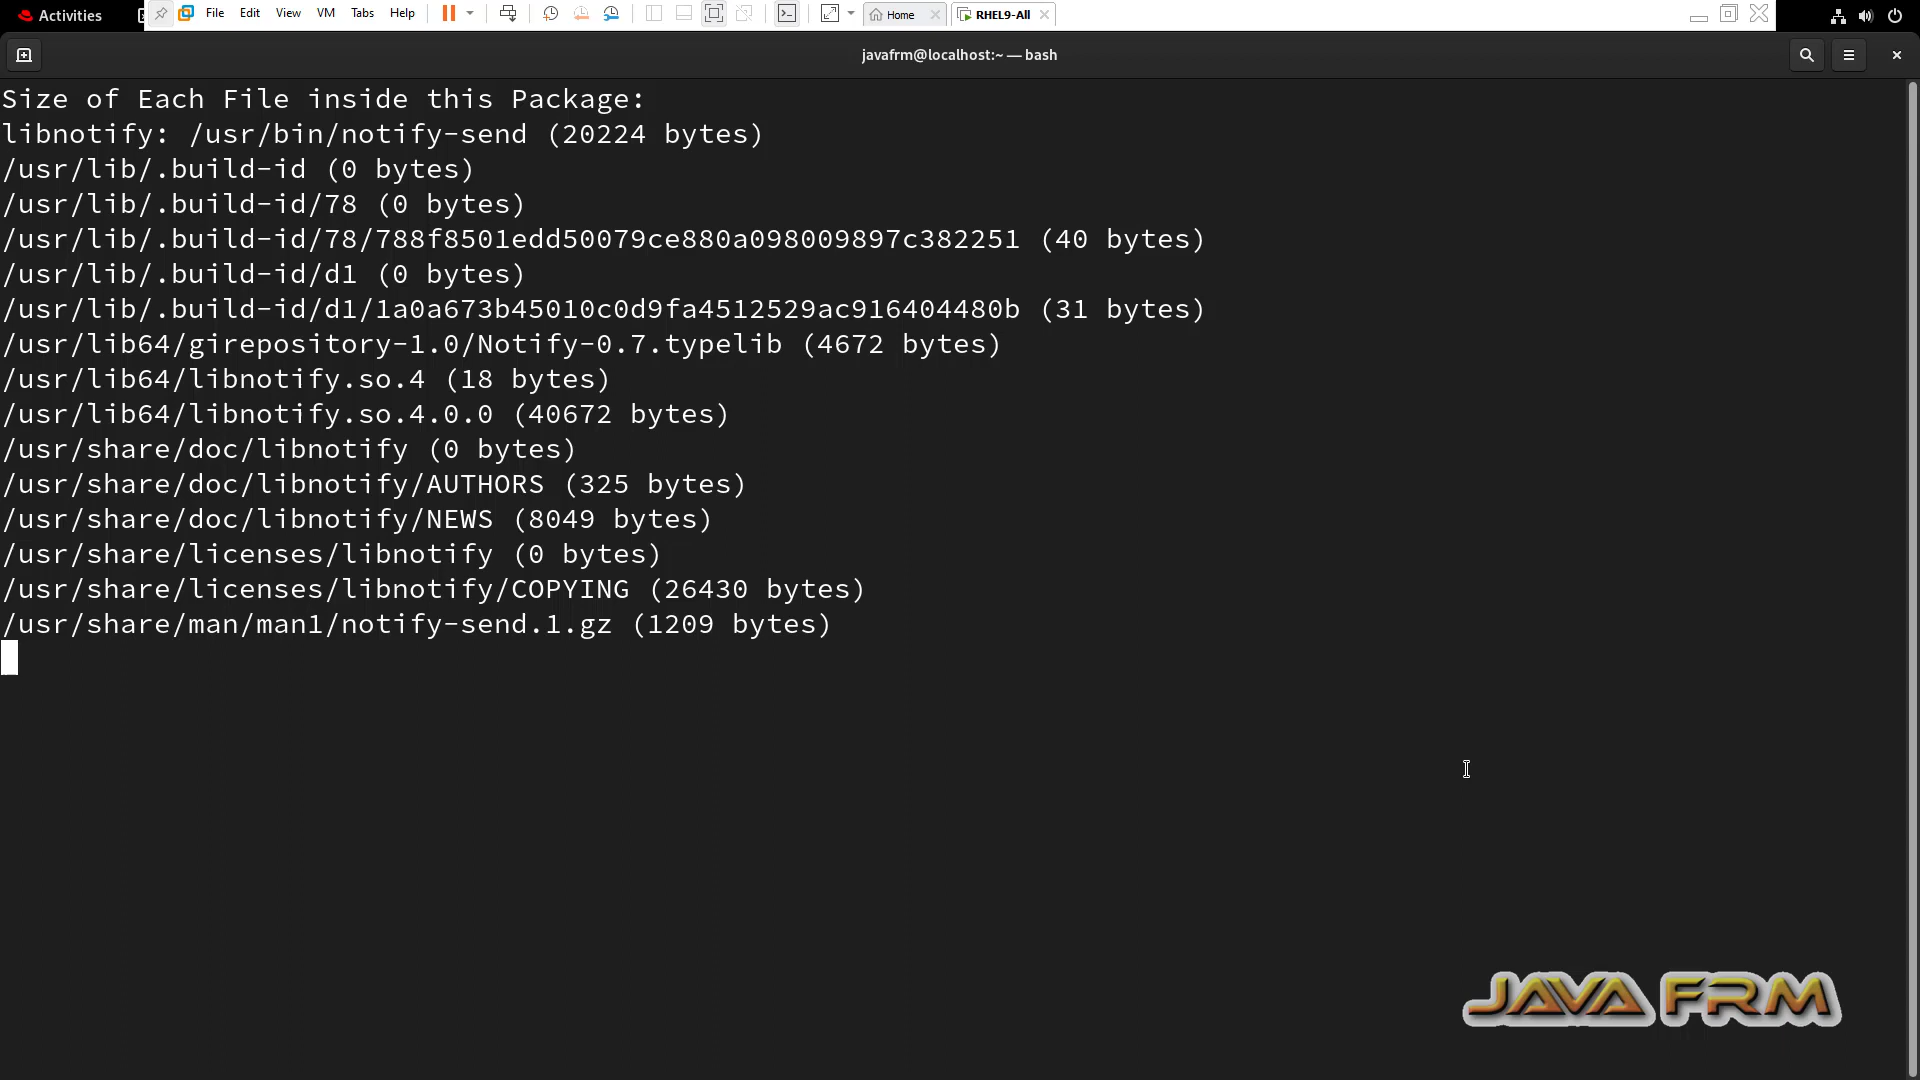 Activities
File Edit View VM Tabs Help
Home
RHEL9-All
javafrm@localhost:~ — bash
Size of Each File inside this Package:
libnotify: /usr/bin/notify-send (20224 bytes)
/usr/lib/.build-id (0 bytes)
/usr/lib/.build-id/78 (0 bytes)
/usr/lib/.build-id/78/788f8501edd50079ce880a098009897c382251 (40 bytes)
/usr/lib/.build-id/d1 (0 bytes)
/usr/lib/.build-id/d1/1a0a673b45010c0d9fa4512529ac916404480b (31 bytes)
/usr/lib64/girepository-1.0/Notify-0.7.typelib (4672 bytes)
/usr/lib64/libnotify.so.4 (18 bytes)
/usr/lib64/libnotify.so.4.0.0 (40672 bytes)
/usr/share/doc/libnotify (0 bytes)
/usr/share/doc/libnotify/AUTHORS (325 bytes)
/usr/share/doc/libnotify/NEWS (8049 bytes)
/usr/share/licenses/libnotify (0 bytes)
/usr/share/licenses/libnotify/COPYING (26430 bytes)
/usr/share/man/man1/notify-send.1.gz (1209 bytes)
JAVA FRM